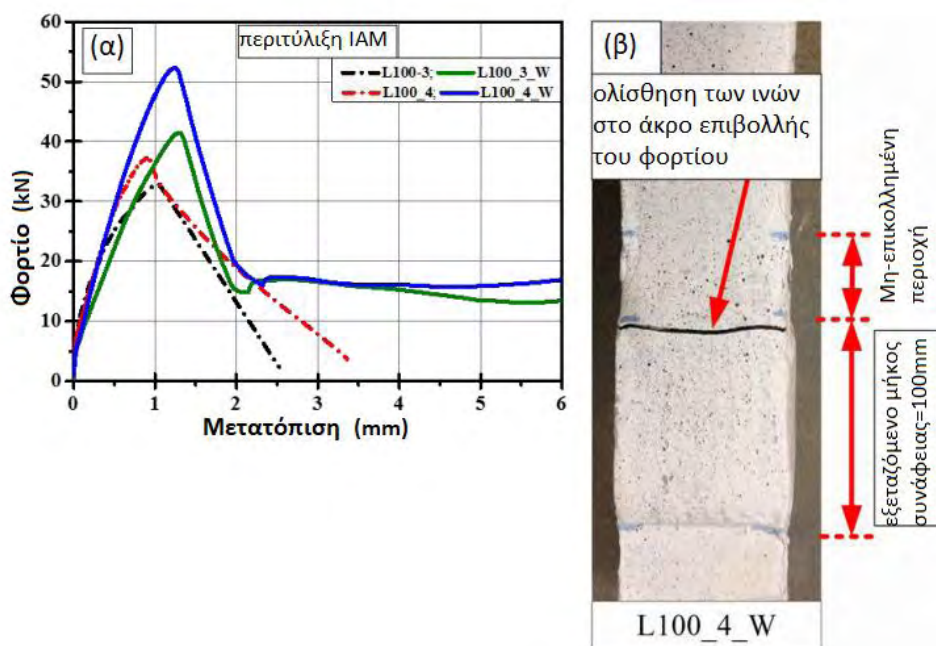 (α)
περιτύλιξη ΙΑΜ
L100-3; L100_3_W
L100_4; L100_4_W
60
50
40
30
20
10
0
Φορτίο (kN)
0 1 2 3 4 5 6
Μετατόπιση (mm)
(β)
ολίσθηση των ινών
στο άκρο επιβολλής
του φορτίου
Μη-επικολλημένη
περιοχή
εξεταζόμενο μήκος
συνάφειας=100mm
L100_4_W